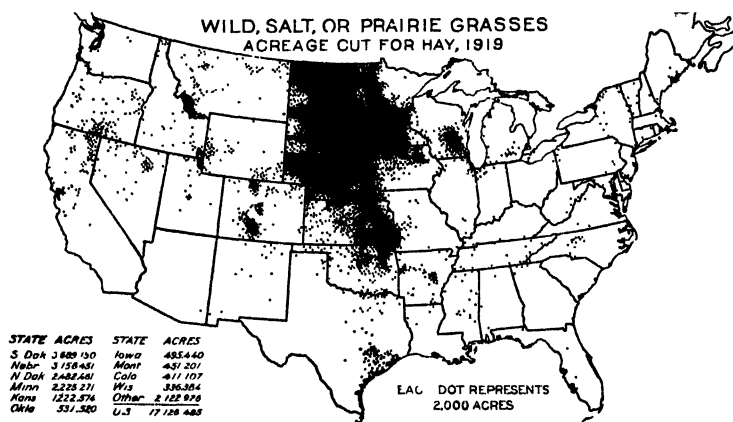 WILD, SALT, OR PRAIRIE GRASSES
ACREAGE CUT FOR HAY, 1919
STATE ACRES STATE ACRES
S Dak 3 689 130 Iowa 495,440
Nebr 3 158 451 Mont 451 201
N Dak 2,482,461 Colo 411 107
Minn 2,225 271 Wis 336,354
Kans 1,222,574 Other 2 122 976
Okla 531,520 U.S 17 126 485
EAC DOT REPRESENTS
2,000 ACRES